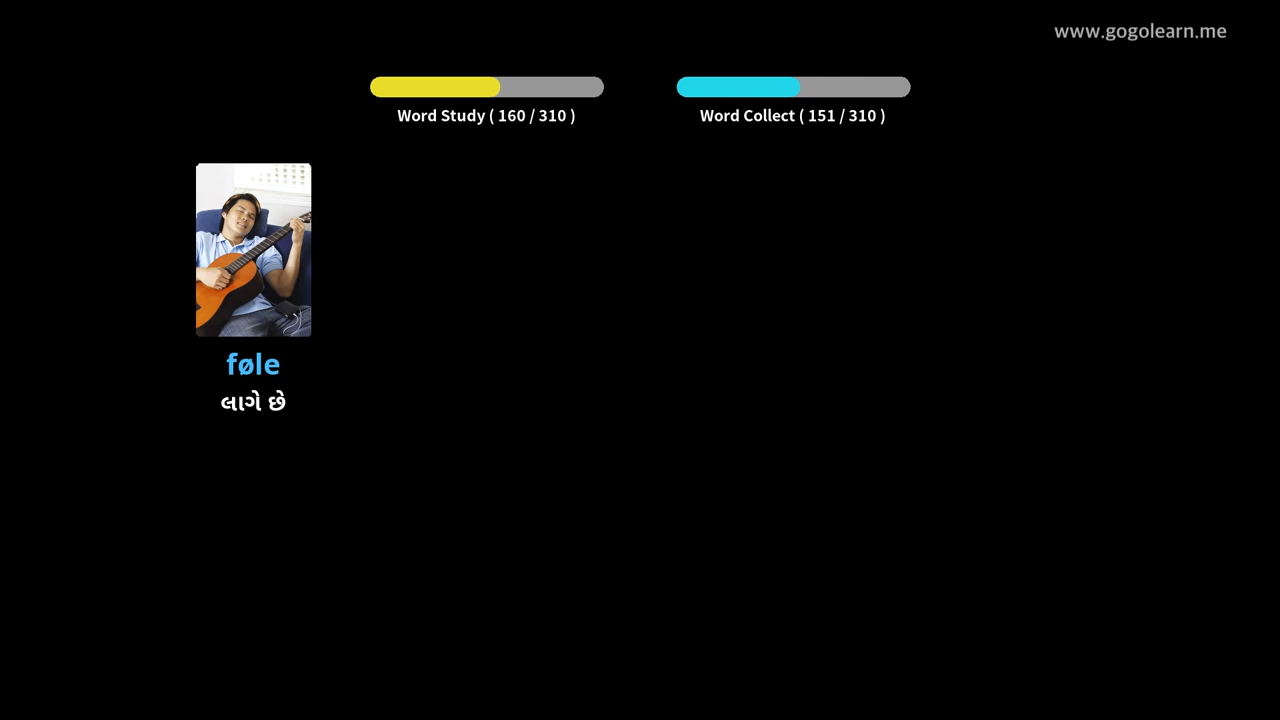 www.gogolearn.me
Word Study ( 160 / 310 )
Word Collect ( 151 / 310 )
føle
લાગે છે